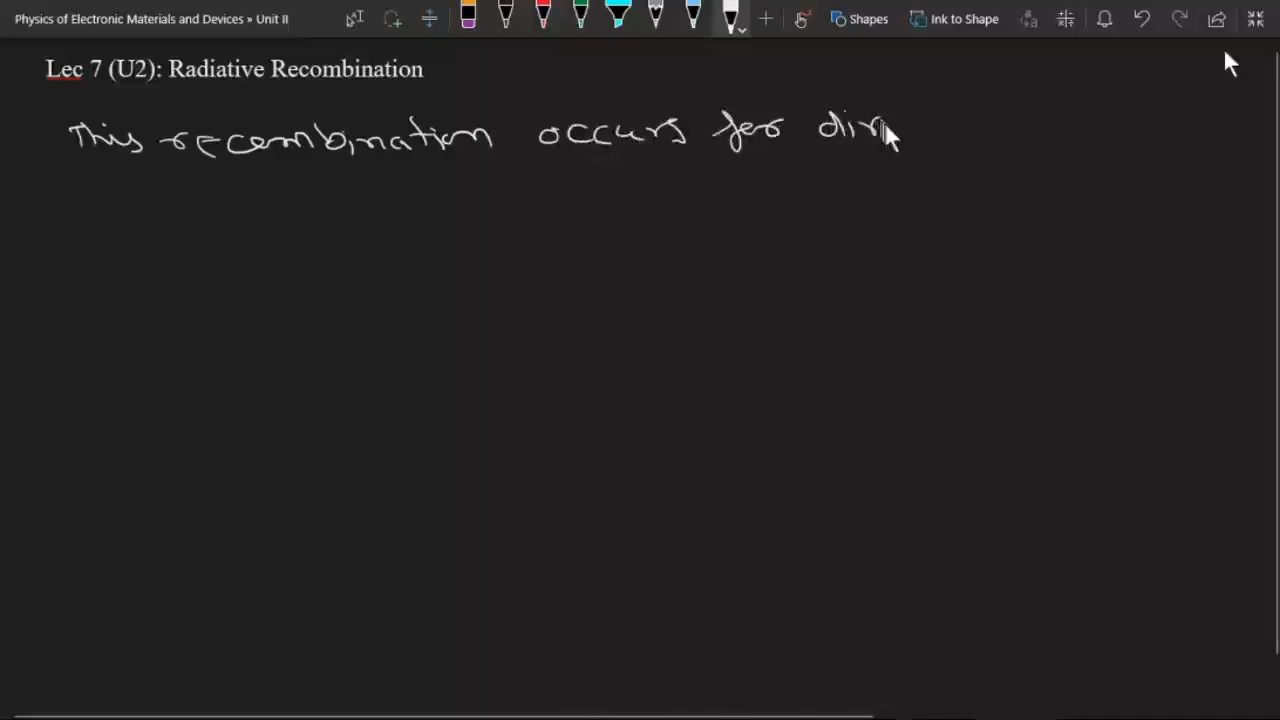 Physics of Electronic Materials and Devices » Unit II
Shapes
Ink to Shape
Lec 7 (U2): Radiative Recombination
This recombination occurs for dir